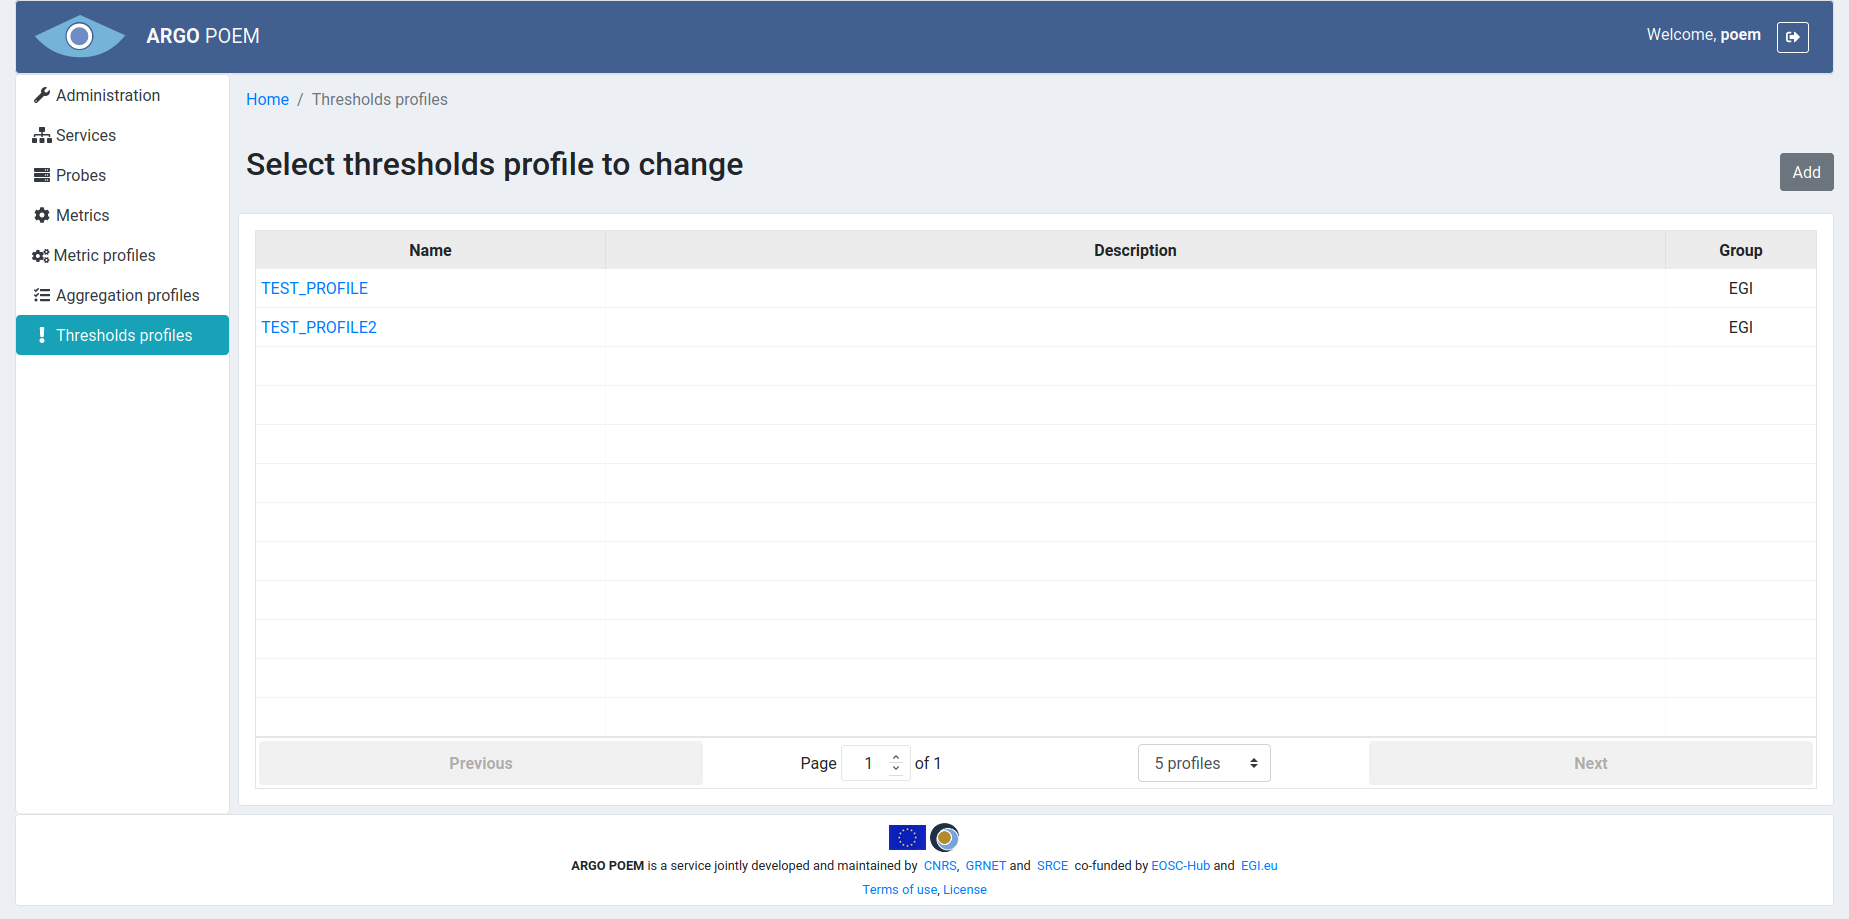 ARGO POEM
Welcome, poem
Administration
Services
Probes
Metrics
Metric profiles
Aggregation profiles
Thresholds profiles
Home / Thresholds profiles
Select thresholds profile to change
Add
Name Description Group
TEST_PROFILE EGI
TEST_PROFILE2 EGI
Previous Page 1 of 1 5 profiles Next
ARGO POEM is a service jointly developed and maintained by CNRS, GRNET and SRCE co-funded by EOSC-Hub and EGI.eu
Terms of use, License